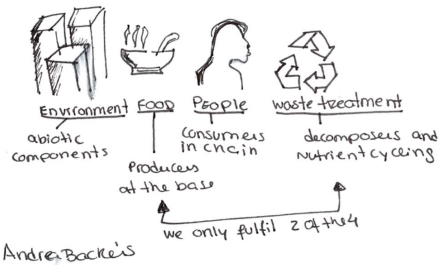 Environment FOOD People waste treatment
abiotic components
Producers at the base
consumers in chain
decomposers and nutrient cycling
we only fulfil 2 of the 4
Andrea Backers